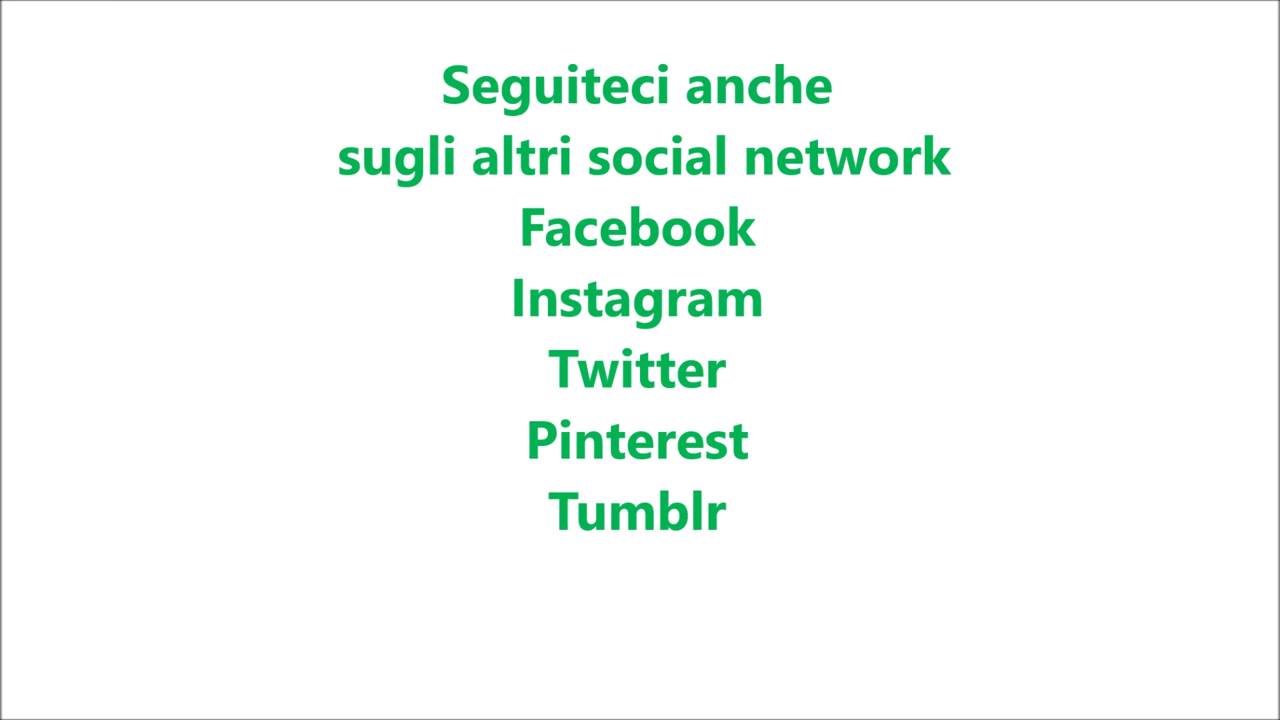 Seguiteci anche
sugli altri social network
Facebook
Instagram
Twitter
Pinterest
Tumblr